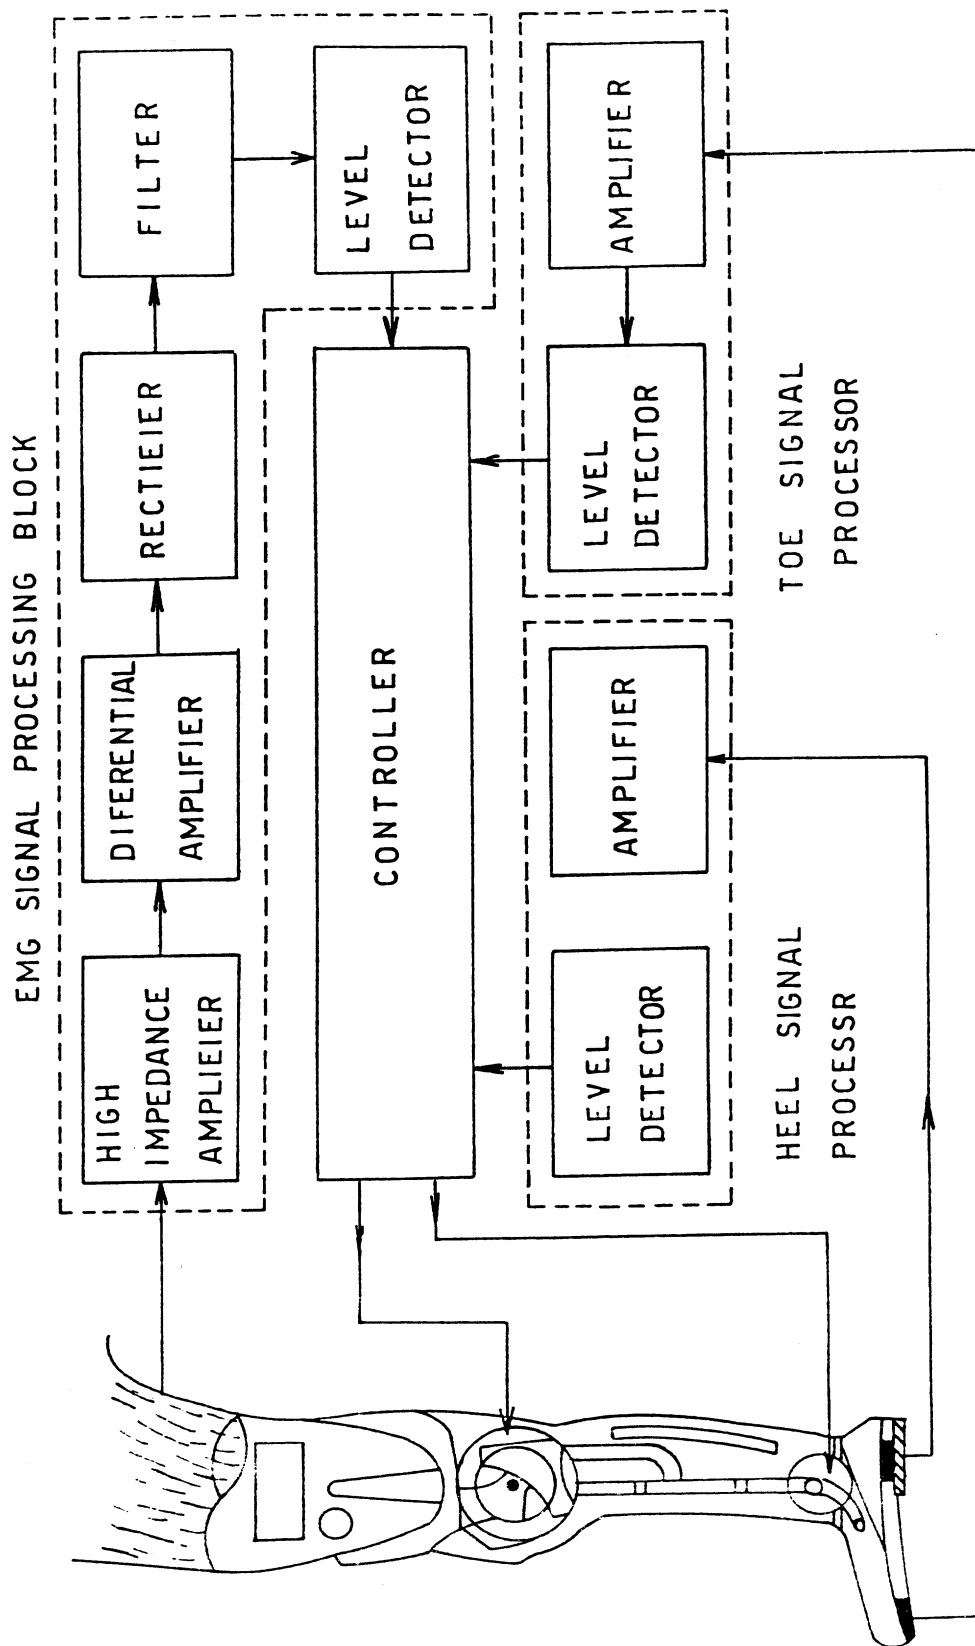 EMG SIGNAL PROCESSING BLOCK
HIGH
IMPEDANCE
AMPLIEIER
DIFERENTIAL
AMPLIFIER
RECTIEIER
FILTER
LEVEL
DETECTOR
CONTROLLER
LEVEL
DETECTOR
AMPLIFIER
HEEL SIGNAL
PROCESSR
LEVEL
DETECTOR
AMPLIFIER
TOE SIGNAL
PROCESSOR